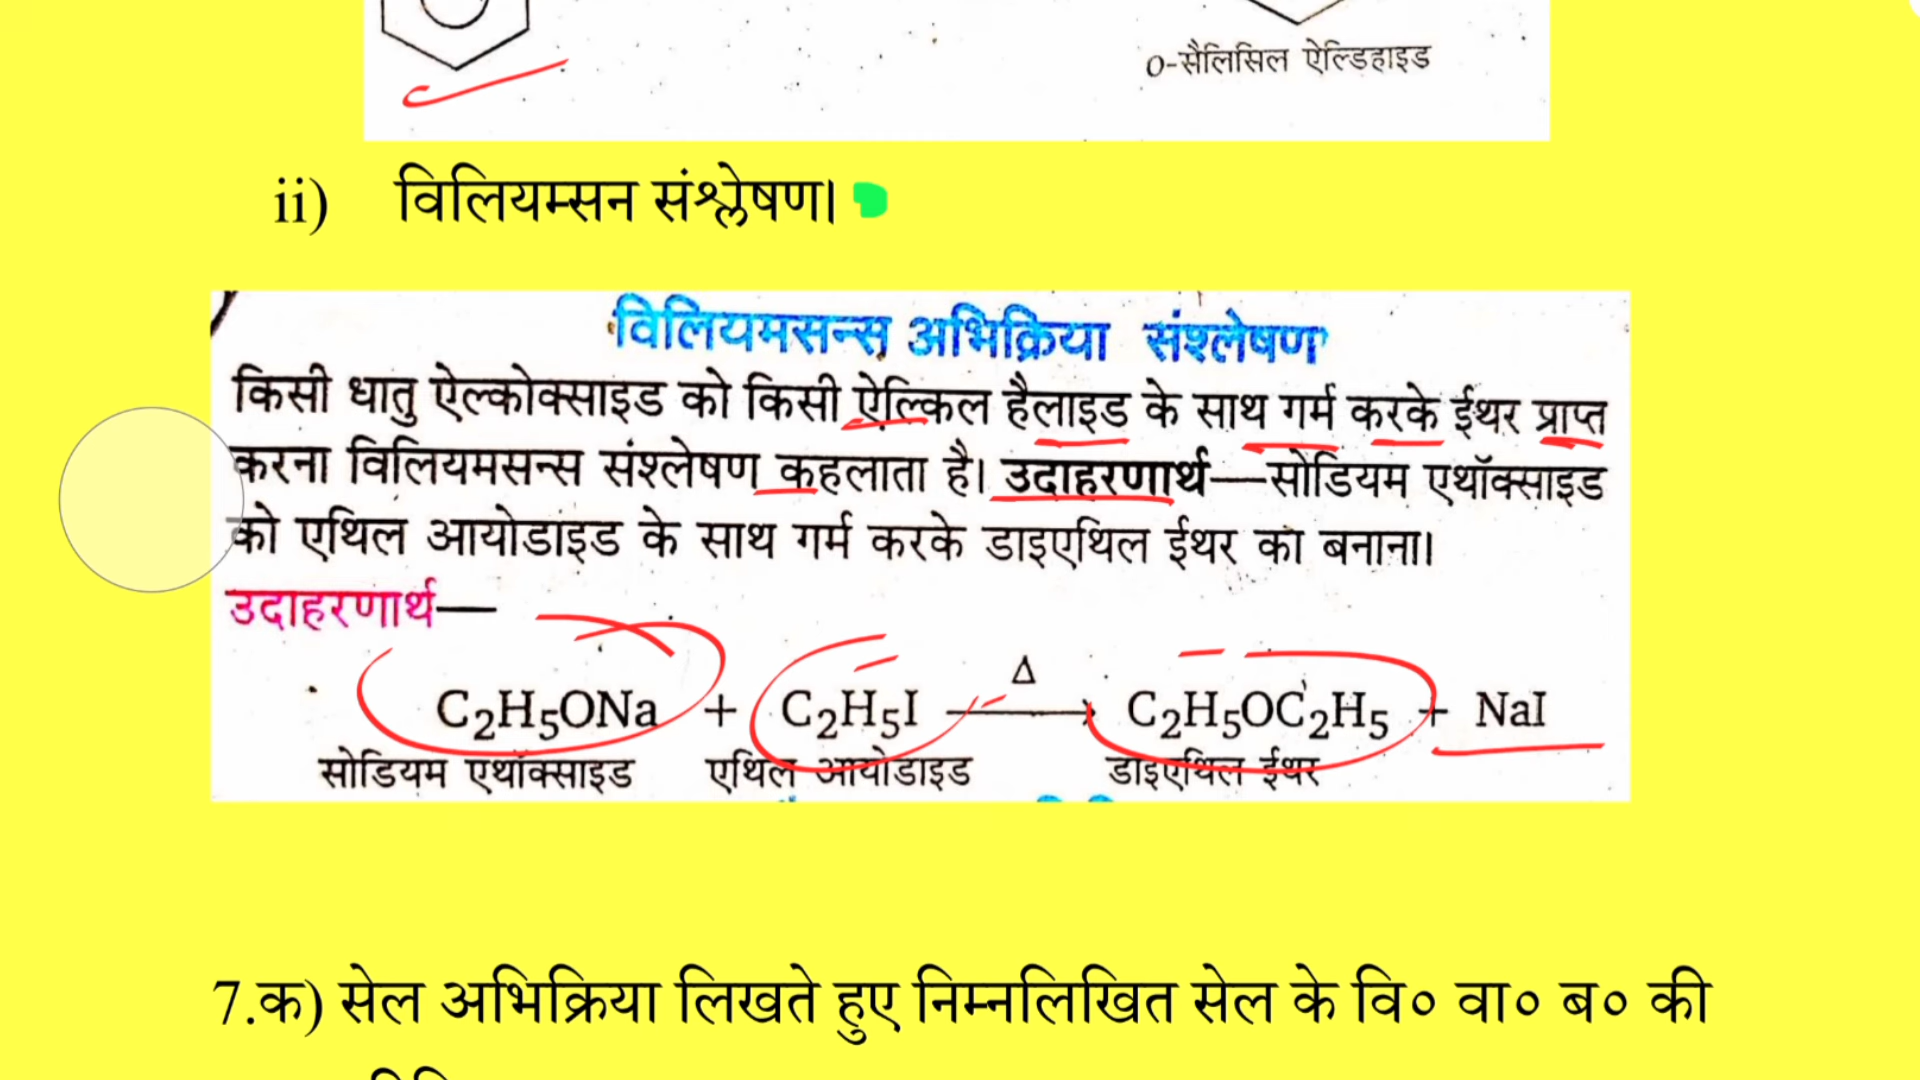 o-सैलिसिल ऐल्डिहाइड
ii) विलियम्सन संश्लेषण।
विलियमसन्स अभिक्रिया संश्लेषण
किसी धातु ऐल्कोक्साइड को किसी ऐल्किल हैलाइड के साथ गर्म करके ईथर प्राप्त
करना विलियमसन्स संश्लेषण कहलाता है। उदाहरणार्थ—सोडियम एथॉक्साइड
को एथिल आयोडाइड के साथ गर्म करके डाइएथिल ईथर का बनाना।
उदाहरणार्थ—
Δ
C₂H₅ONa + C₂H₅I ⟶ C₂H₅OC₂H₅ + NaI
सोडियम एथॉक्साइड एथिल आयोडाइड डाइएथिल ईथर
7.क) सेल अभिक्रिया लिखते हुए निम्नलिखित सेल के वि० वा० ब० की